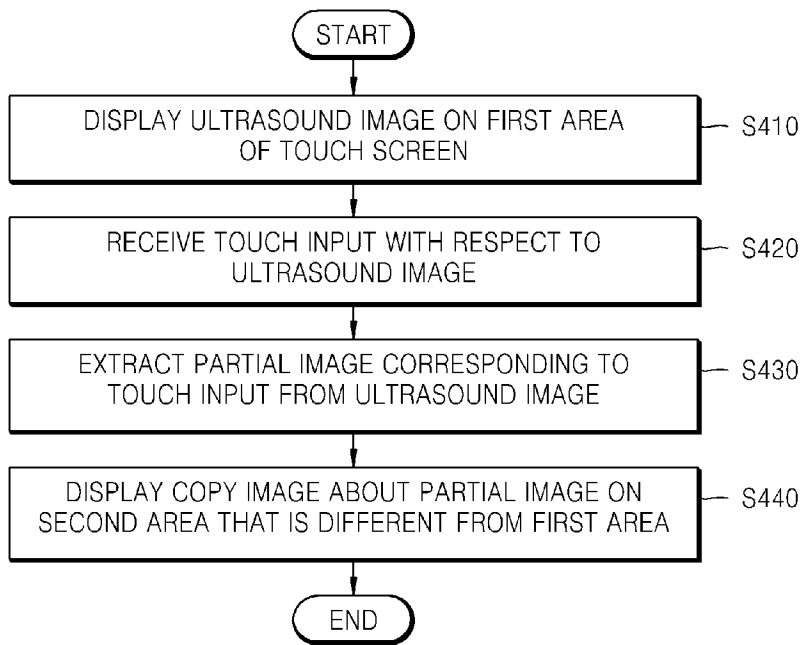 START
DISPLAY ULTRASOUND IMAGE ON FIRST AREA
OF TOUCH SCREEN
S410
RECEIVE TOUCH INPUT WITH RESPECT TO
ULTRASOUND IMAGE
S420
EXTRACT PARTIAL IMAGE CORRESPONDING TO
TOUCH INPUT FROM ULTRASOUND IMAGE
S430
DISPLAY COPY IMAGE ABOUT PARTIAL IMAGE ON
SECOND AREA THAT IS DIFFERENT FROM FIRST AREA
S440
END